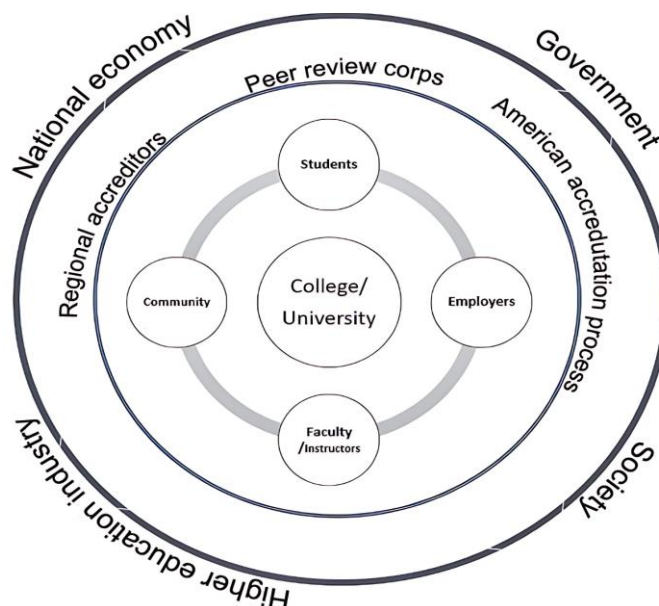 National economy
Government
Peer review corps
Regional accreditors
American accredutation process
Students
Community
College/
University
Employers
Faculty
/Instructors
Higher education industry
Society